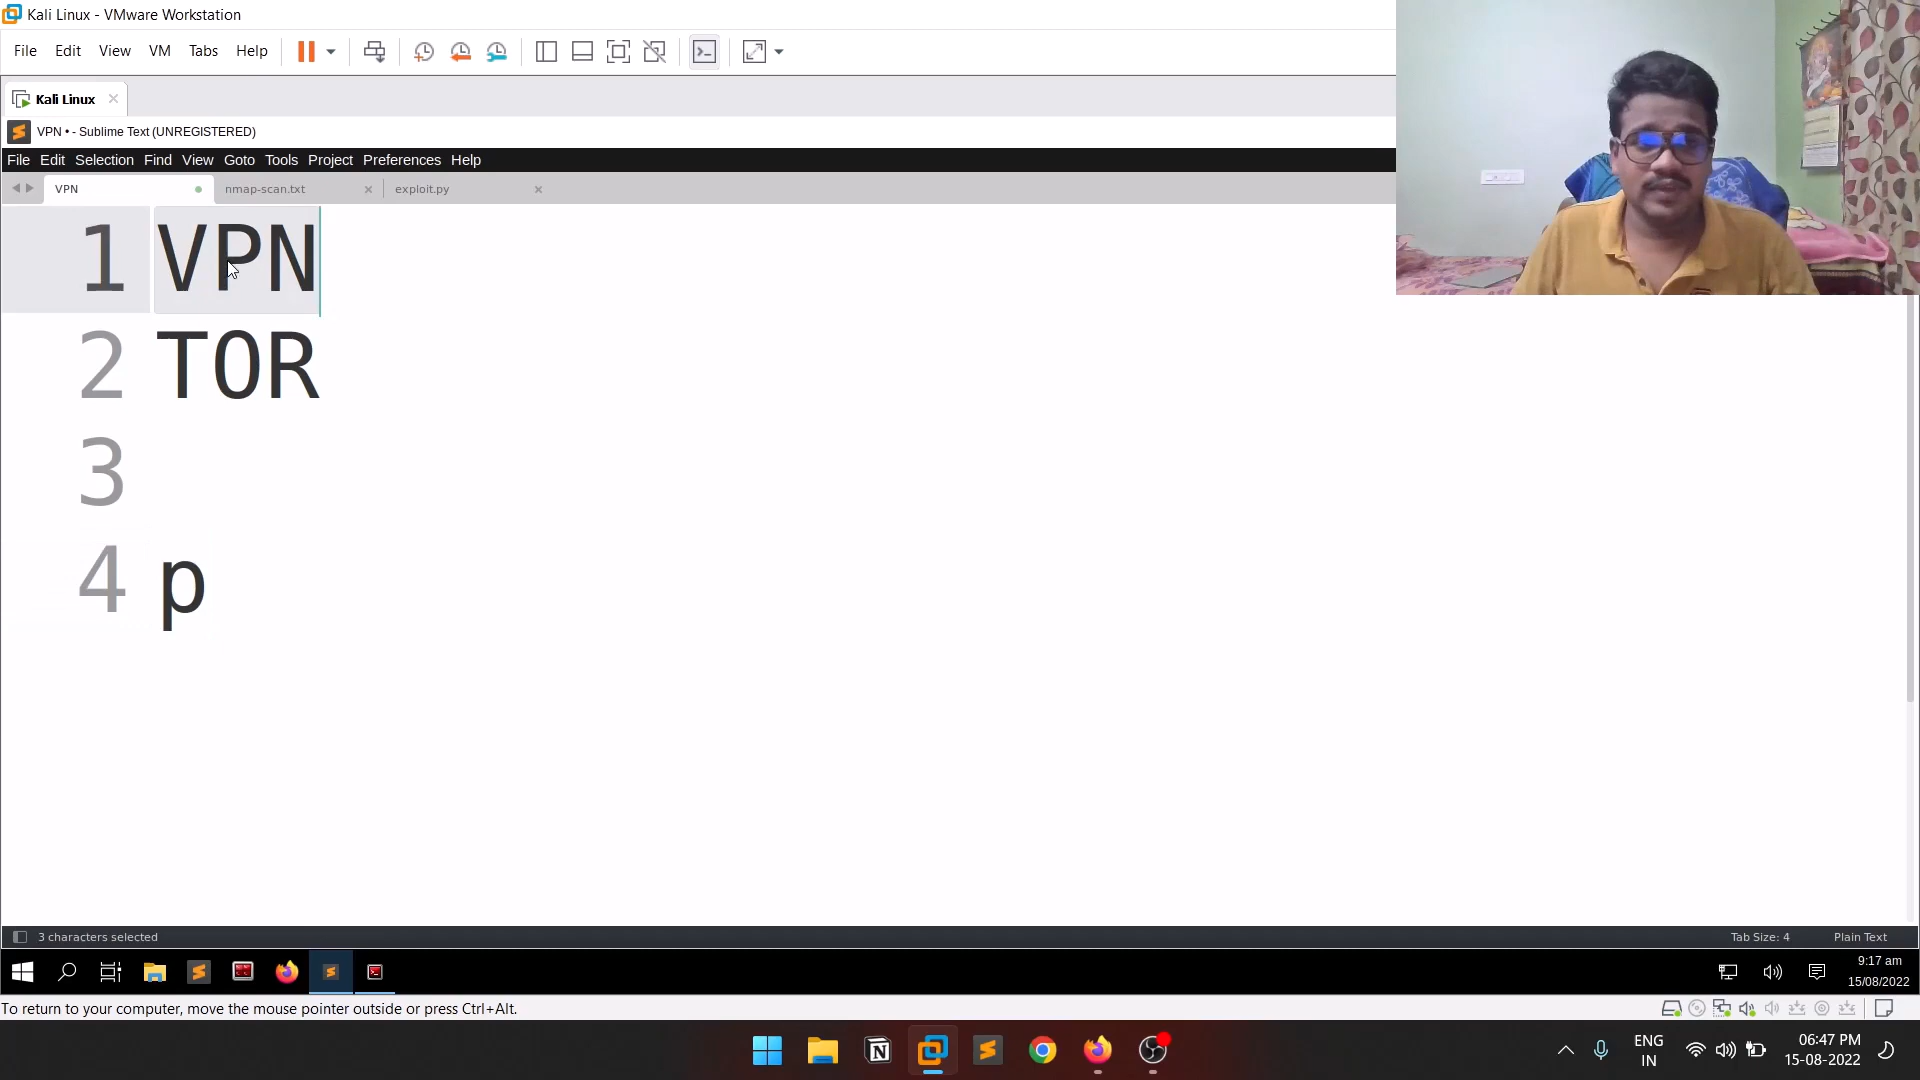 Kali Linux - VMware Workstation
File Edit View VM Tabs Help
Kali Linux
VPN • - Sublime Text (UNREGISTERED)
File Edit Selection Find View Goto Tools Project Preferences Help
VPN nmap-scan.txt exploit.py
1 VPN
2 TOR
3
4 p
3 characters selected Tab Size: 4 Plain Text
9:17 am
15/08/2022
To return to your computer, move the mouse pointer outside or press Ctrl+Alt.
ENG 06:47 PM
IN 15-08-2022